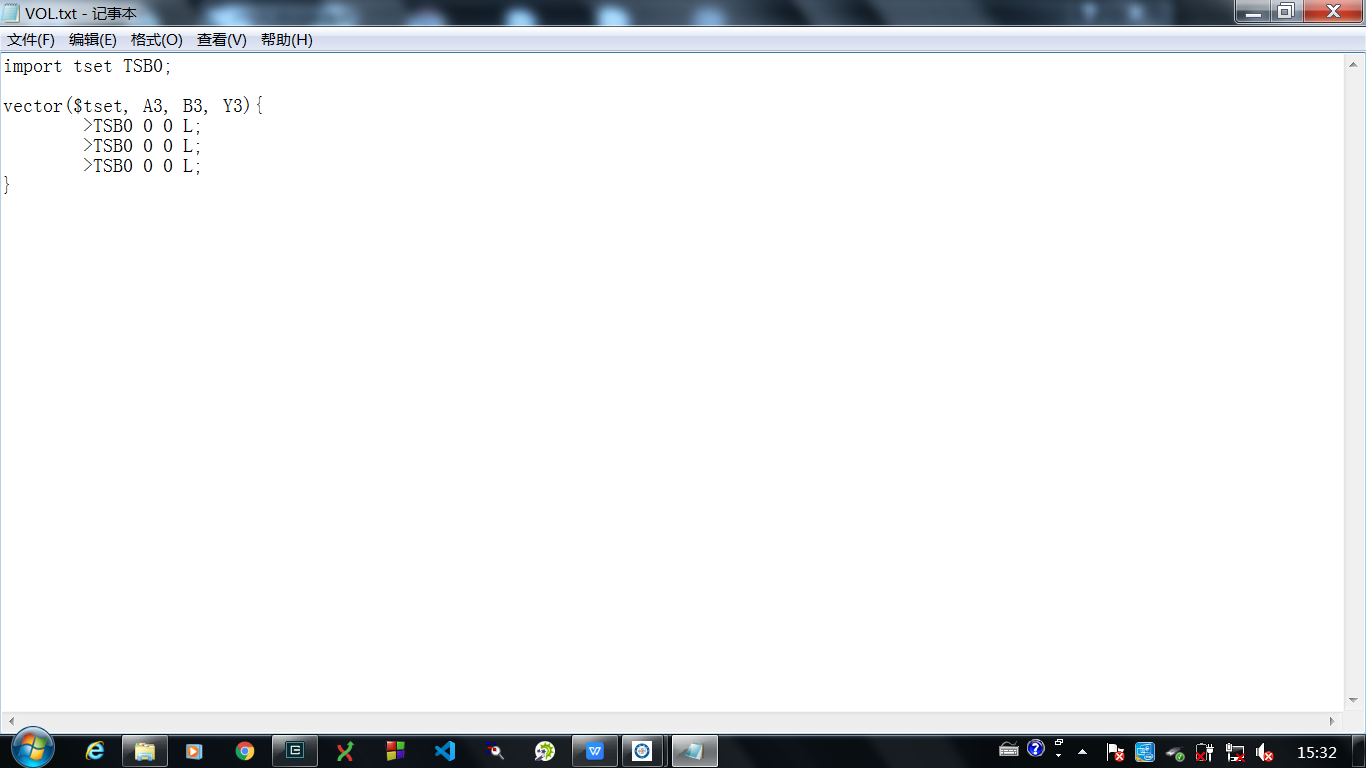 VOL.txt - 记事本
文件(F) 编辑(E) 格式(O) 查看(V) 帮助(H)
import tset TSB0;
vector($tset, A3, B3, Y3){
>TSB0 0 0 L;
>TSB0 0 0 L;
>TSB0 0 0 L;
}
15:32